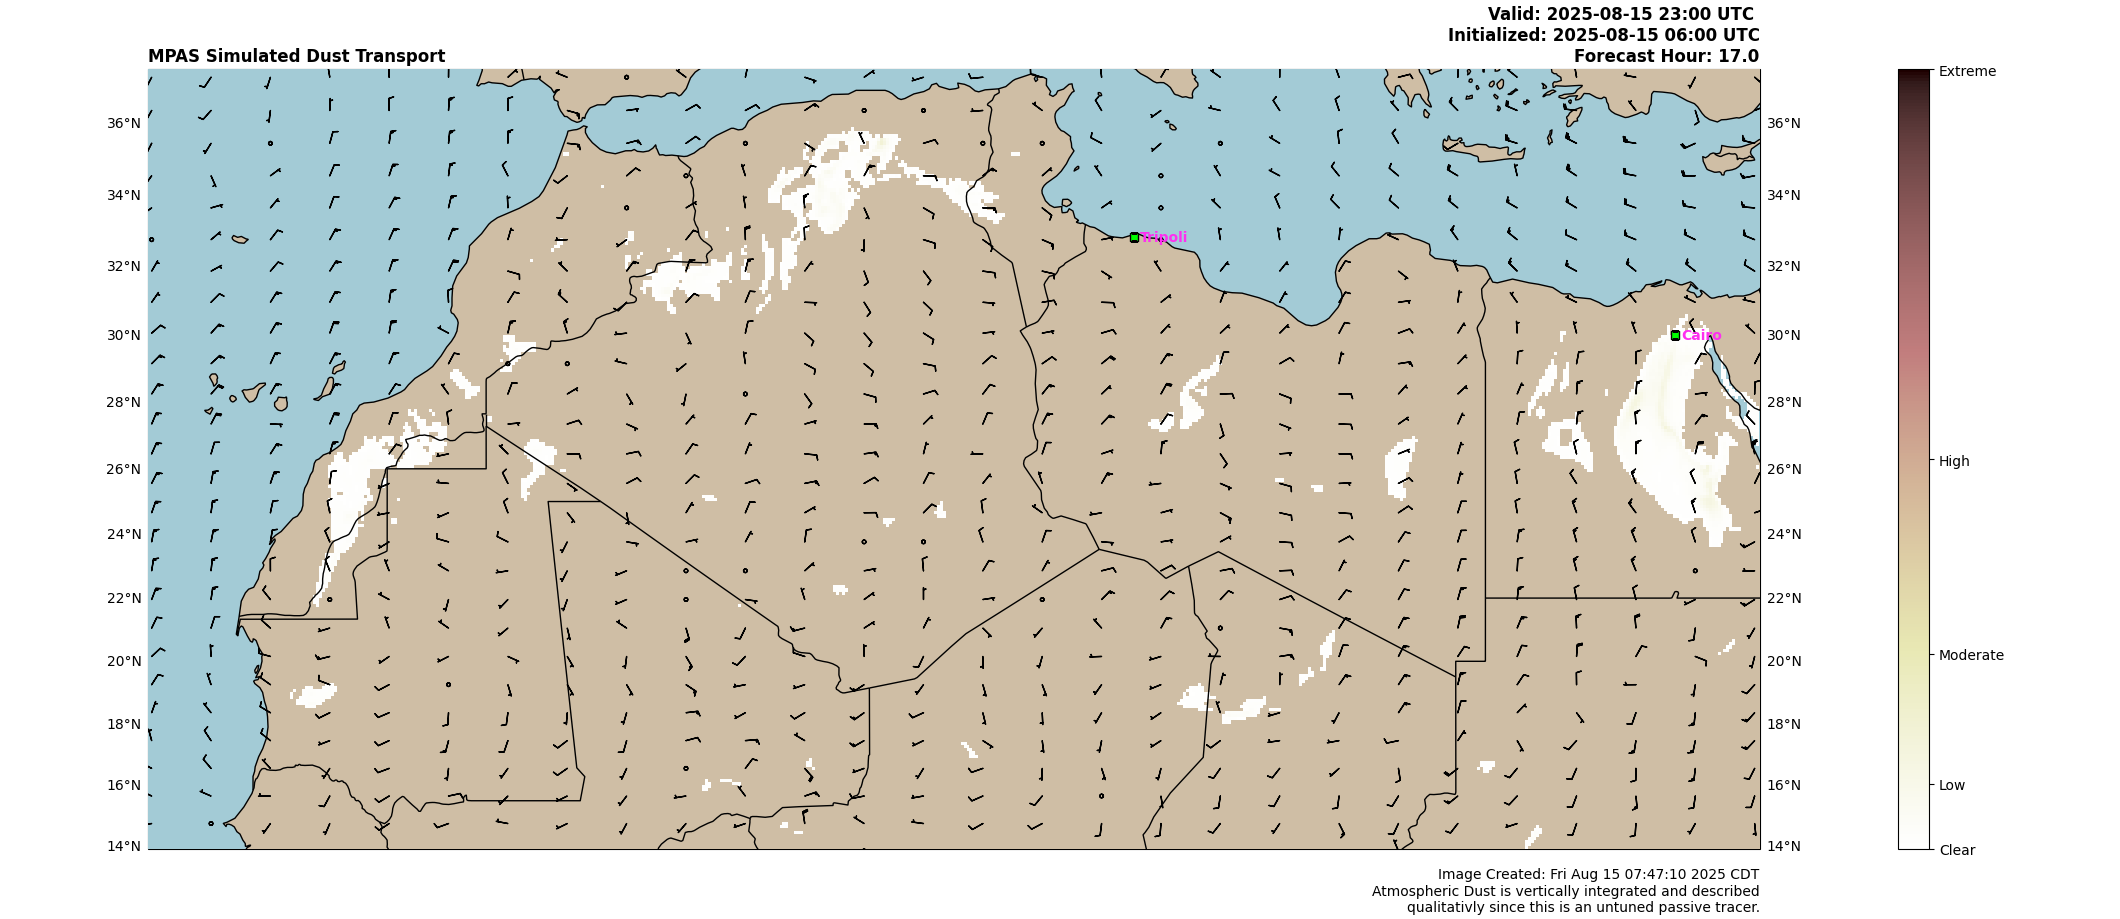 Valid: 2025-08-15 23:00 UTC
Initialized: 2025-08-15 06:00 UTC
MPAS Simulated Dust Transport
Forecast Hour: 17.0
Extreme
36°N
36°N
34°N
34°N
Tripoli
32°N
32°N
30°N
Cairo
30°N
28°N
28°N
26°N
26°N
High
24°N
24°N
22°N
22°N
20°N
20°N
Moderate
18°N
18°N
16°N
16°N
Low
14°N
14°N
Clear
Image Created: Fri Aug 15 07:47:10 2025 CDT
Atmospheric Dust is vertically integrated and described
qualitativly since this is an untuned passive tracer.